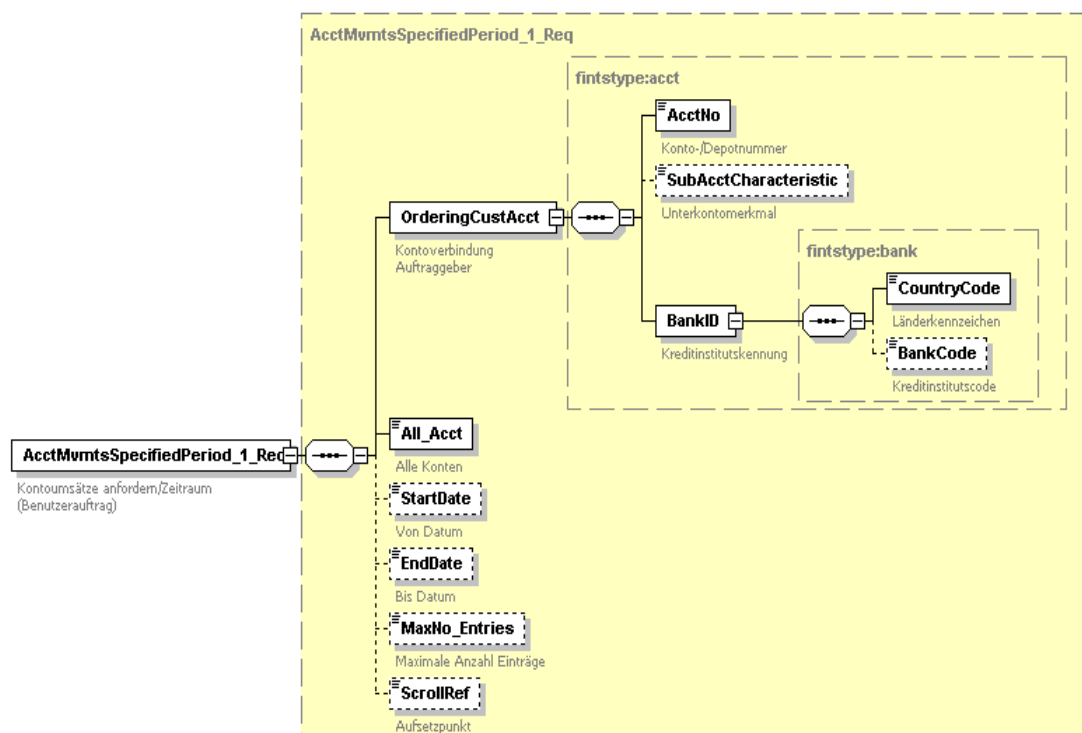 AcctMvmtsSpecifiedPeriod_1_Req
fintstype:acct
AcctNo
Konto-/Depotnummer
SubAcctCharacteristic
Unterkontomerkmal
OrderingCustAcct
Kontoverbindung
Auftraggeber
fintstype:bank
CountryCode
Länderkennzeichen
BankID
Kreditinstitutskennung
BankCode
Kreditinstitutscode
All_Acct
Alle Konten
AcctMvmtsSpecifiedPeriod_1_Req
Kontoumsätze anfordern/Zeitraum
(Benutzerauftrag)
StartDate
Von Datum
EndDate
Bis Datum
MaxNo_Entries
Maximale Anzahl Einträge
ScrollRef
Aufsetzpunkt